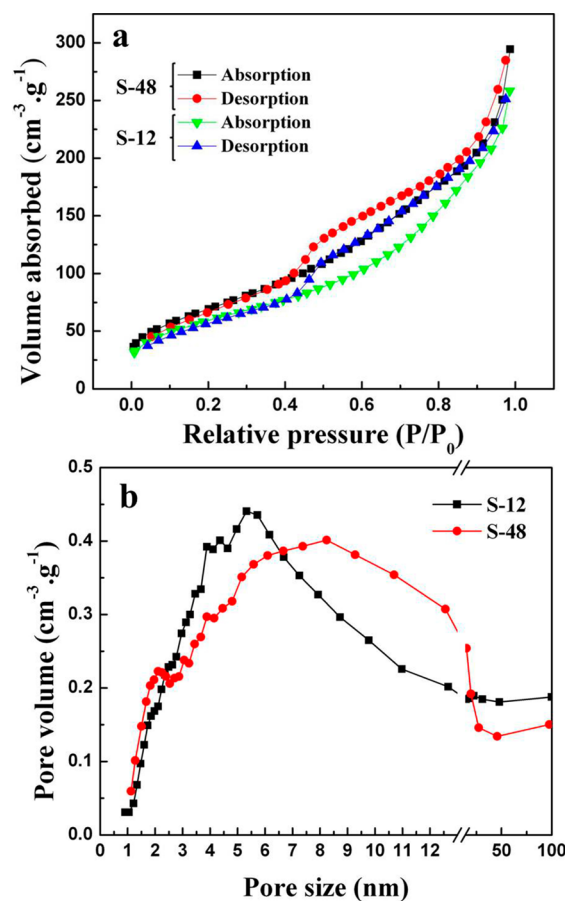 a
S-48
Absorption
Desorption
S-12
Absorption
Desorption
Volume absorbed (cm⁻³.g⁻¹)
300
250
200
150
100
50
0
0.0 0.2 0.4 0.6 0.8 1.0
Relative pressure (P/P₀)
b
S-12
S-48
Pore volume (cm⁻³.g⁻¹)
0.5
0.4
0.3
0.2
0.1
0.0
0 1 2 3 4 5 6 7 8 9 10 11 12 50 100
Pore size (nm)